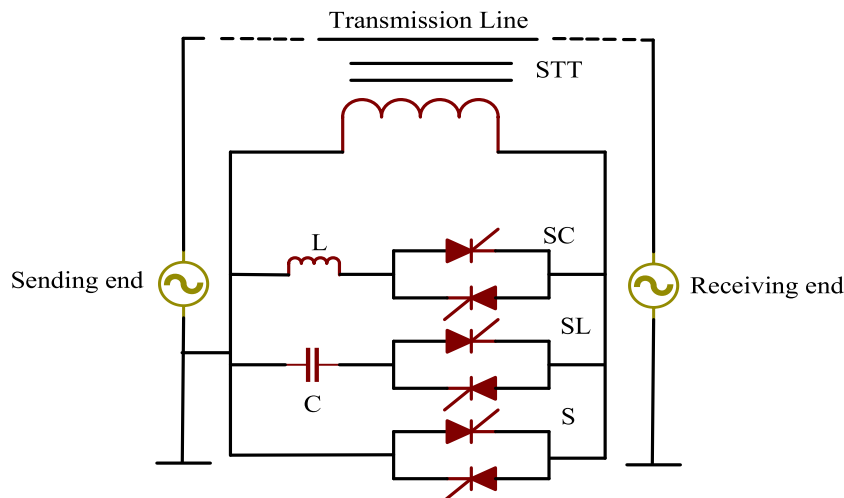 Transmission Line
STT
L
SC
Sending end
Receiving end
SL
C
S